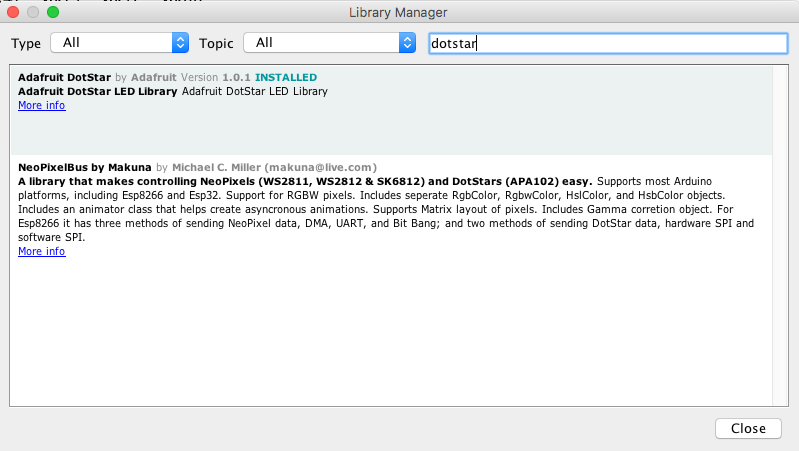 Library Manager
Type All Topic All dotstar
Adafruit DotStar by Adafruit Version 1.0.1 INSTALLED
Adafruit DotStar LED Library Adafruit DotStar LED Library
More info
NeoPixelBus by Makuna by Michael C. Miller (makuna@live.com)
A library that makes controlling NeoPixels (WS2811, WS2812 & SK6812) and DotStars (APA102) easy. Supports most Arduino
platforms, including Esp8266 and Esp32. Support for RGBW pixels. Includes seperate RgbColor, RgbwColor, HslColor, and HsbColor objects.
Includes an animator class that helps create asyncronous animations. Supports Matrix layout of pixels. Includes Gamma corretion object. For
Esp8266 it has three methods of sending NeoPixel data, DMA, UART, and Bit Bang; and two methods of sending DotStar data, hardware SPI and
software SPI.
More info
Close